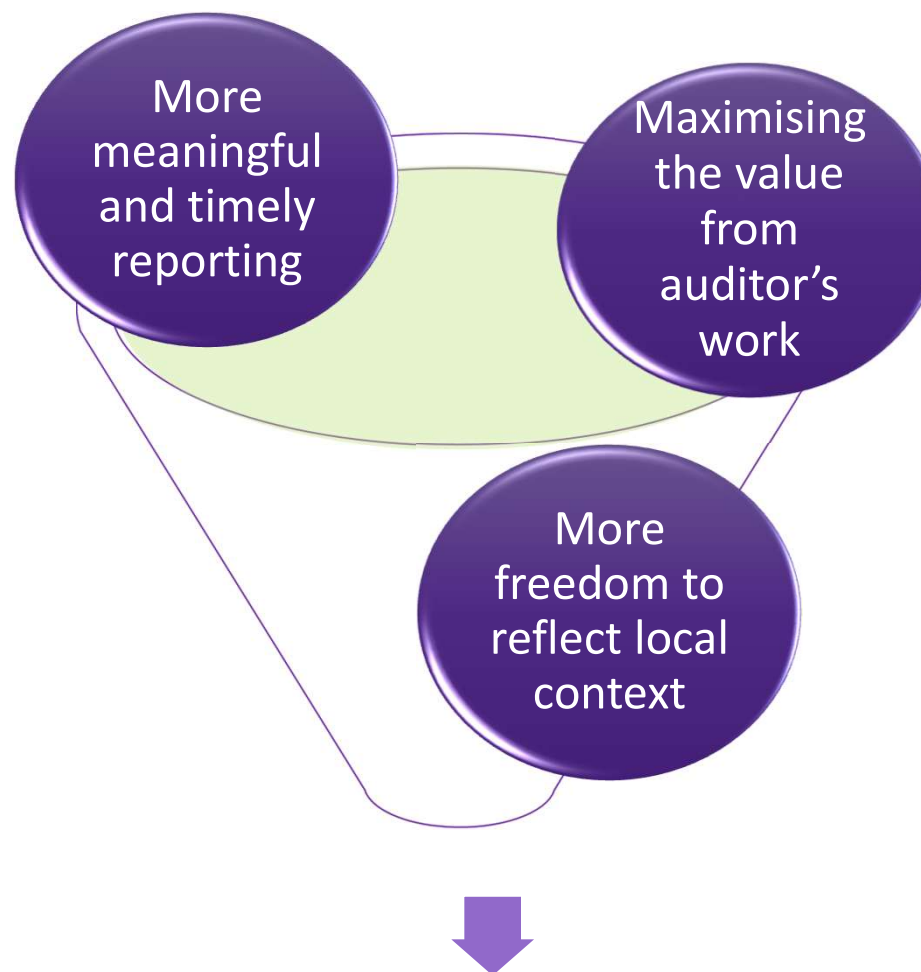 More
meaningful
and timely
reporting
Maximising
the value
from
auditor’s
work
More
freedom to
reflect local
context